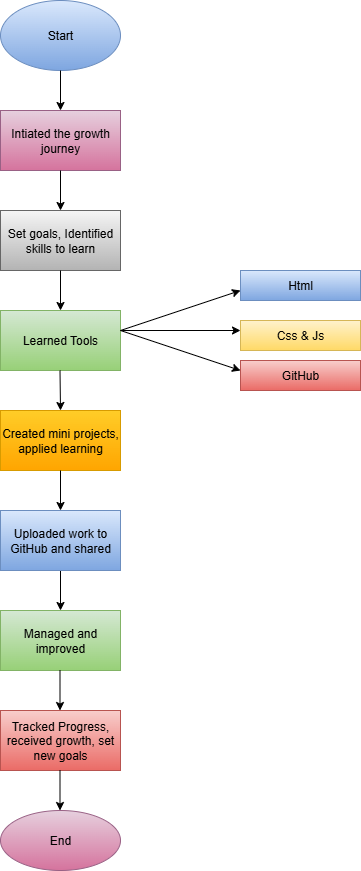 Start
Intiated the growth
journey
Set goals, Identified
skills to learn
Learned Tools
Html
Css & Js
GitHub
Created mini projects,
applied learning
Uploaded work to
GitHub and shared
Managed and
improved
Tracked Progress,
received growth, set
new goals
End